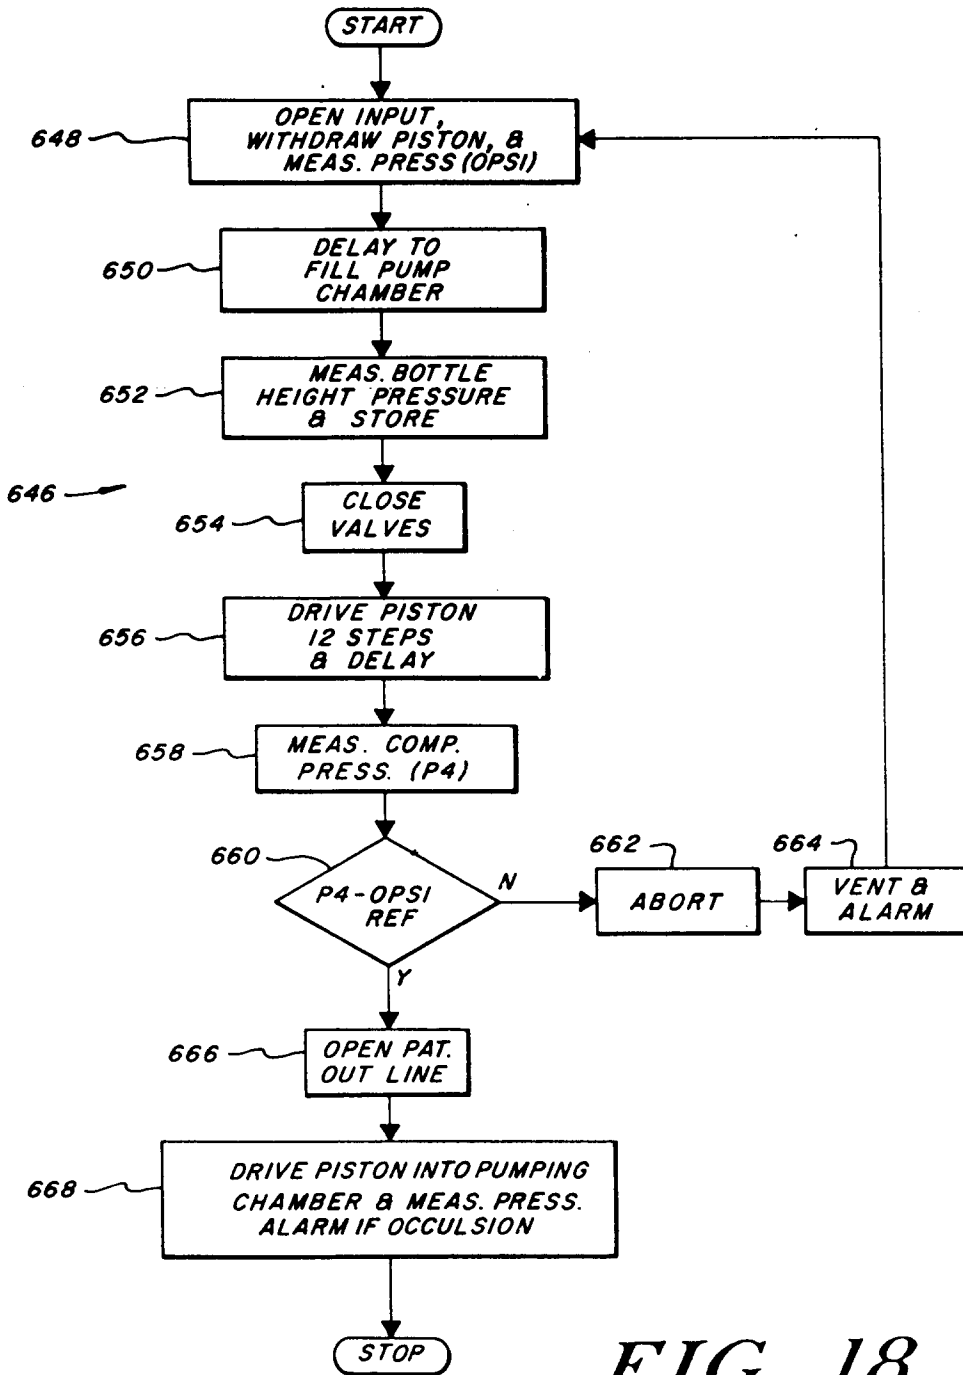 START
648
OPEN INPUT,
WITHDRAW PISTON, &
MEAS. PRESS (OPSI)
650
DELAY TO
FILL PUMP
CHAMBER
652
MEAS. BOTTLE
HEIGHT PRESSURE
& STORE
646
654
CLOSE
VALVES
656
DRIVE PISTON
12 STEPS
& DELAY
658
MEAS. COMP.
PRESS. (P4)
660
P4-OPSI
REF
N
662
ABORT
664
VENT &
ALARM
Y
666
OPEN PAT.
OUT LINE
668
DRIVE PISTON INTO PUMPING
CHAMBER & MEAS. PRESS.
ALARM IF OCCULSION
STOP
FIG. 18